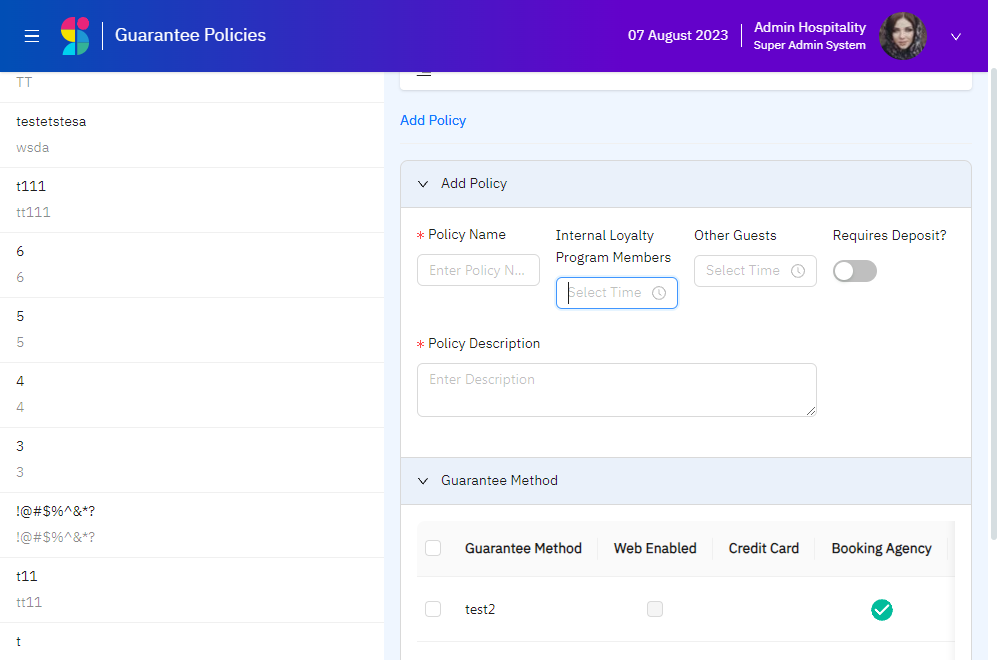 Guarantee Policies
07 August 2023
Admin Hospitality
Super Admin System
TT
testetstesa
wsda
t111
tt111
6
6
5
5
4
4
3
3
!@#$%^&*?
!@#$%^&*?
t11
tt11
t
Add Policy
Add Policy
* Policy Name
Enter Policy N...
Internal Loyalty
Program Members
Select Time
Other Guests
Select Time
Requires Deposit?
* Policy Description
Enter Description
Guarantee Method
Guarantee Method Web Enabled Credit Card Booking Agency
test2